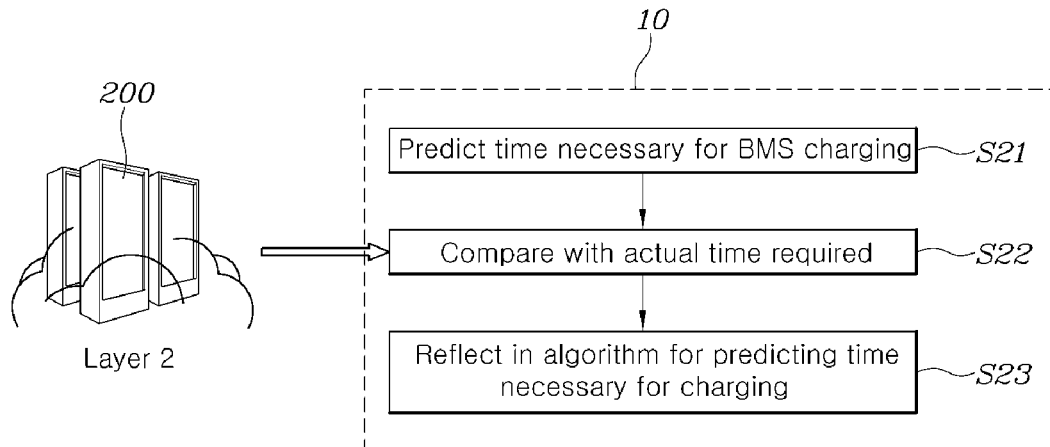 10
200
Predict time necessary for BMS charging
S21
Compare with actual time required
S22
Layer 2
Reflect in algorithm for predicting time
necessary for charging
S23